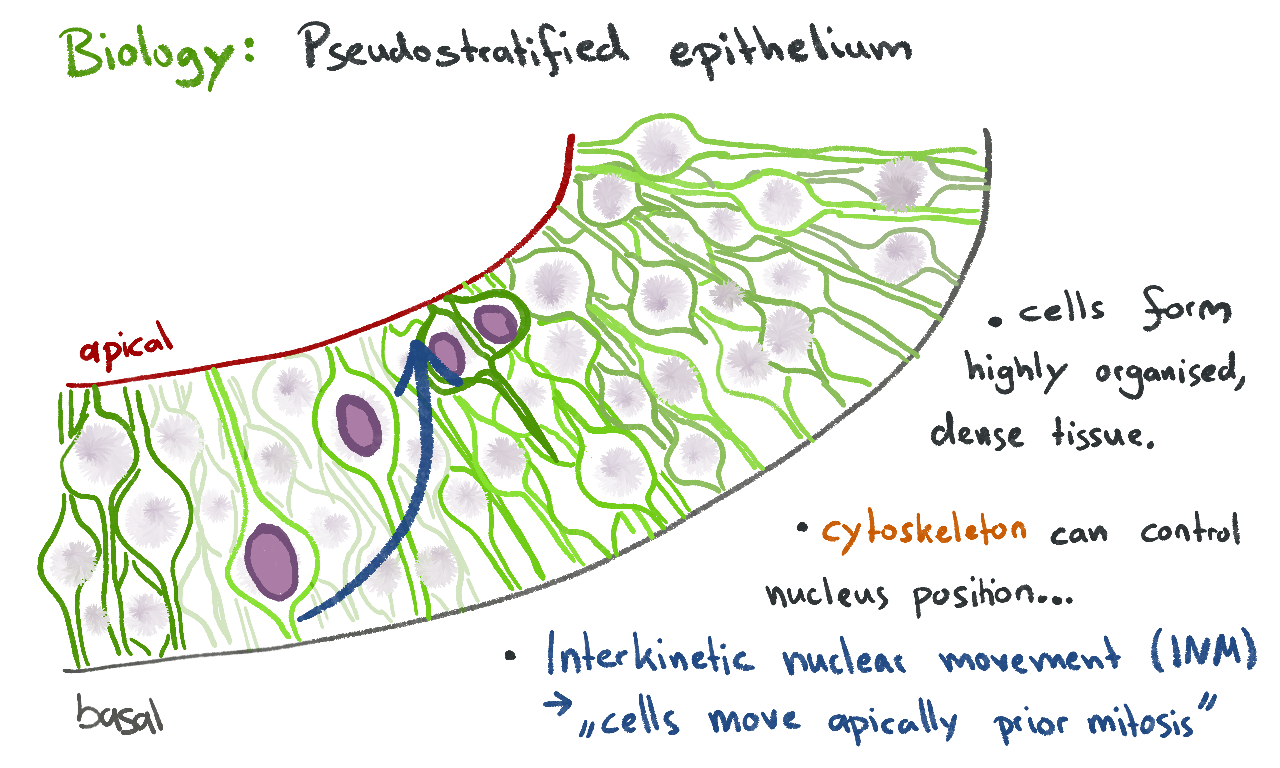 Biology: Pseudostratified epithelium
apical
• cells form
highly organised,
dense tissue.
• cytoskeleton can control
nucleus position...
• Interkinetic nuclear movement (INM)
→ „cells move apically prior mitosis”
basal